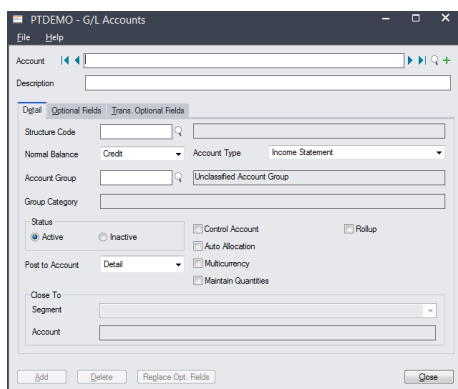 PTDEMO - G/L Accounts
File Help
Account
Description
Detail Optional Fields Trans. Optional Fields
Structure Code
Normal Balance Credit Account Type Income Statement
Account Group Unclassified Account Group
Group Category
Status
Active Inactive Control Account Rollup
Auto Allocation
Post to Account Detail Multicurrency
Maintain Quantities
Close To
Segment
Account
Add Delete Replace Opt. Fields Close